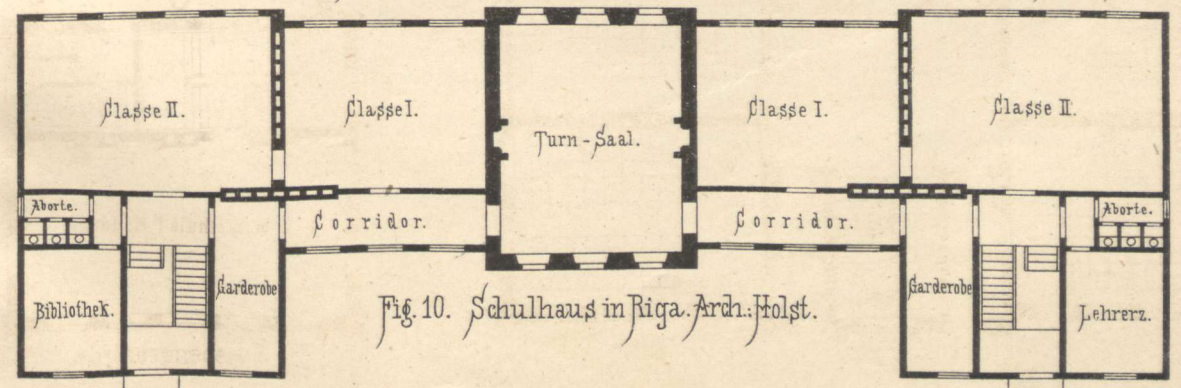 Classe II.
Classe I.
Turn-Saal.
Classe I.
Classe II.
Aborte.
Corridor.
Corridor.
Aborte.
Bibliothek.
Garderobe
Garderobe
Lehrerz.
Fig. 10. Schulhaus in Riga. Arch.: Holst.